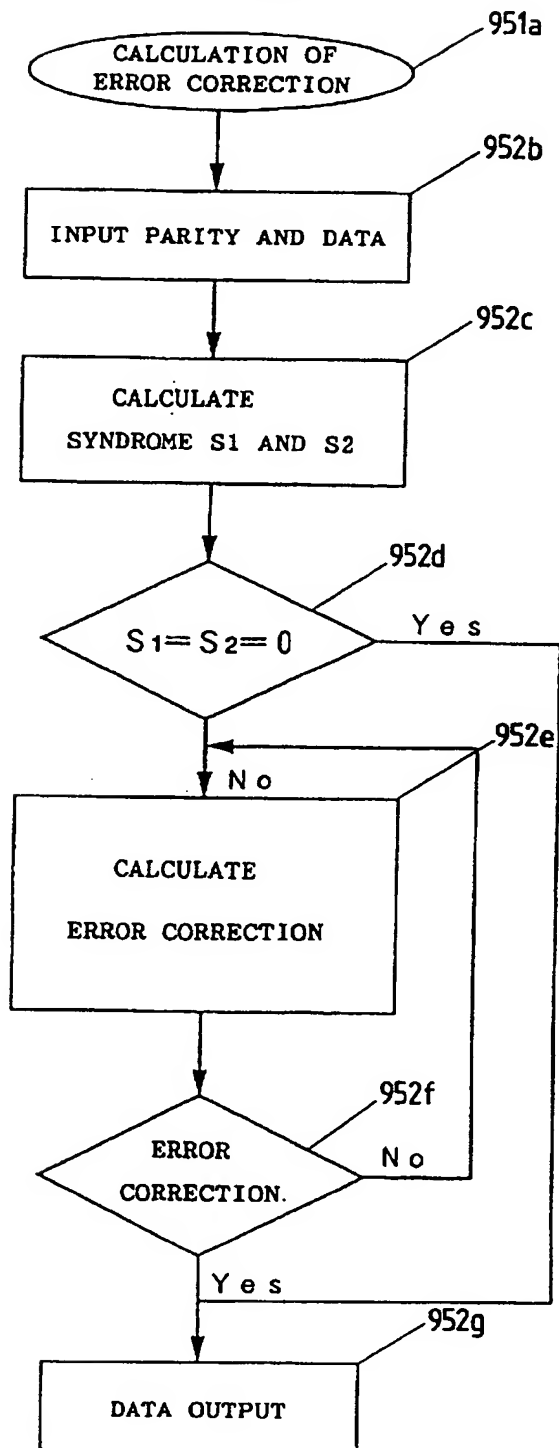 951a
CALCULATION OF
ERROR CORRECTION
952b
INPUT PARITY AND DATA
952c
CALCULATE
SYNDROME S1 AND S2
952d
S1=S2=0
Yes
952e
No
CALCULATE
ERROR CORRECTION
952f
ERROR
CORRECTION.
No
Yes
952g
DATA OUTPUT